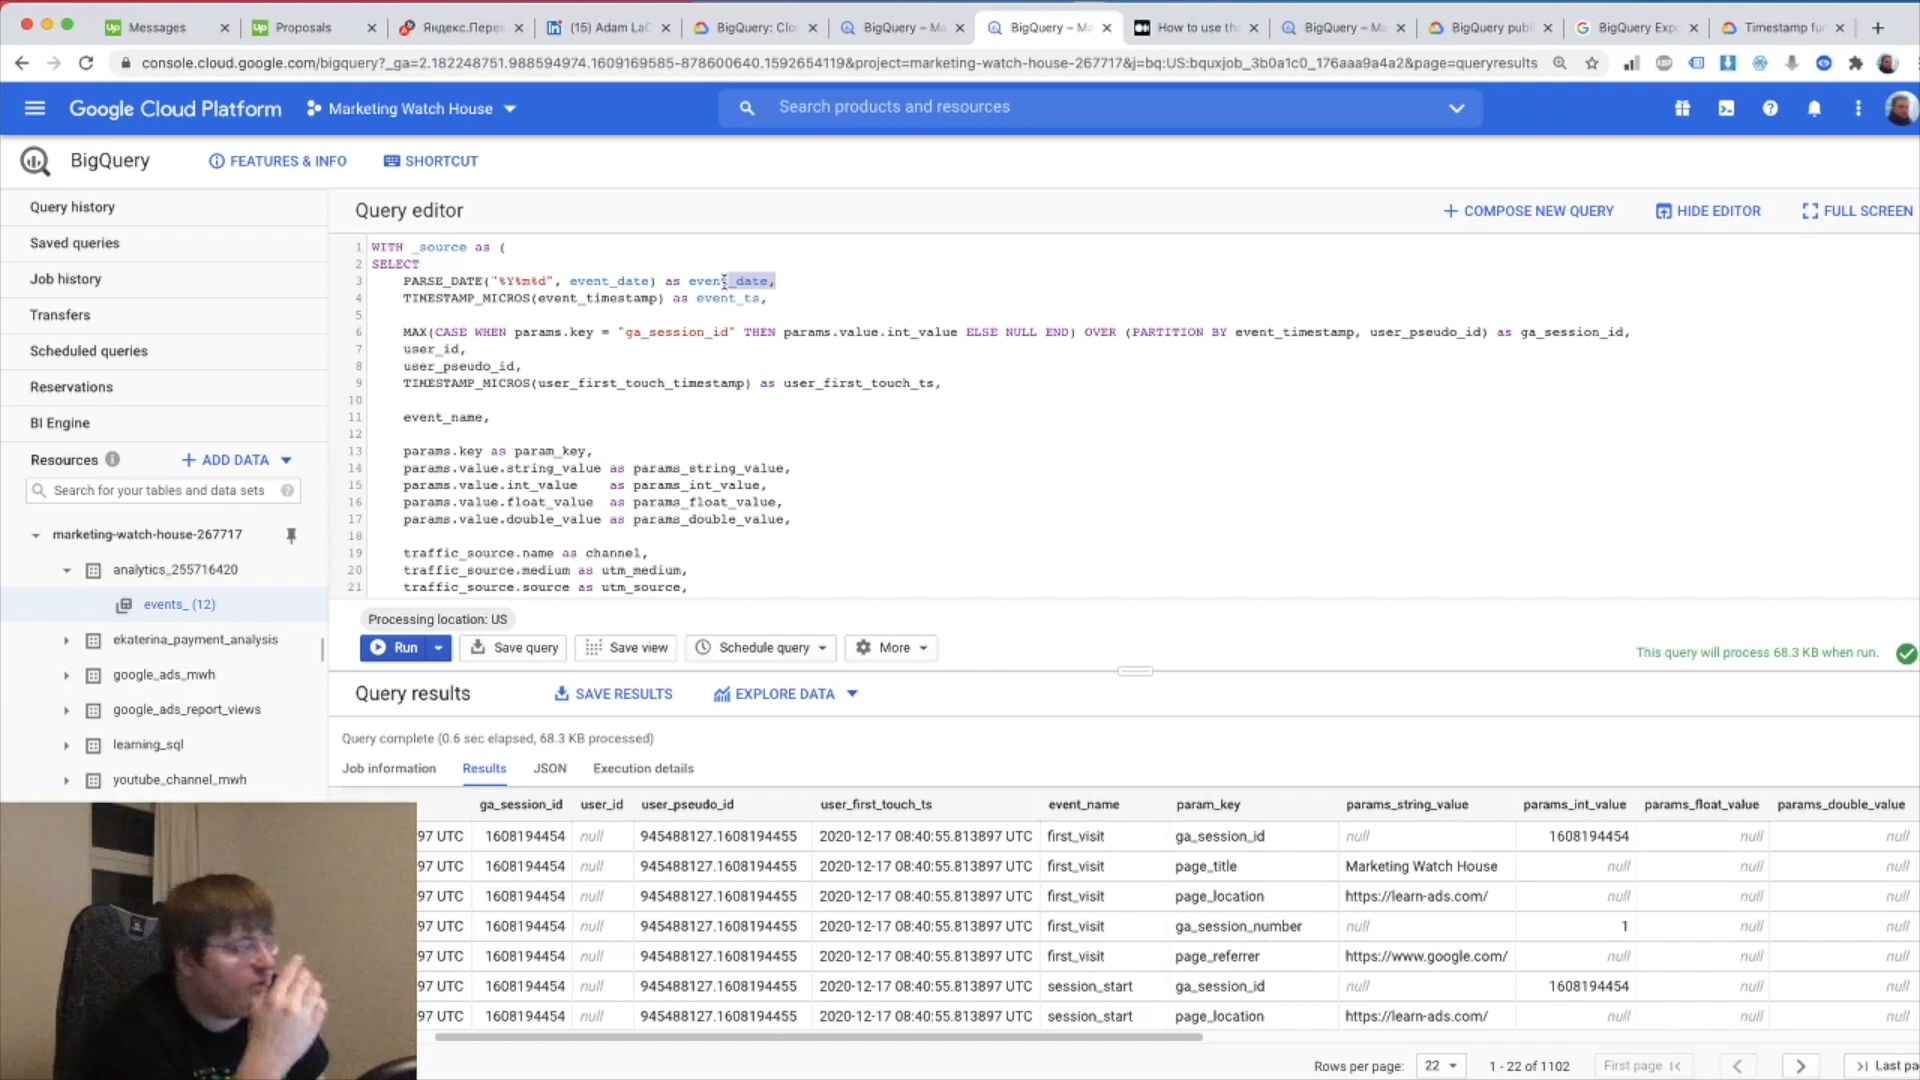 Messages
Proposals
Яндекс.Пере
(15) Adam LaC
BigQuery: Clo
BigQuery – Ma
BigQuery – Ma
How to use the
BigQuery – Ma
BigQuery publ
BigQuery Expo
Timestamp fun
console.cloud.google.com/bigquery?_ga=2.182248751.988594974.1609169585-878600640.1592654119&project=marketing-watch-house-267717&j=bq:US:bquxjob_3b0a1c0_176aaa9a4a2&page=queryresults
Google Cloud Platform
Marketing Watch House
Search products and resources
BigQuery
FEATURES & INFO
SHORTCUT
Query history
Saved queries
Job history
Transfers
Scheduled queries
Reservations
BI Engine
Resources
ADD DATA
Search for your tables and data sets
marketing-watch-house-267717
analytics_255716420
events_ (12)
ekaterina_payment_analysis
google_ads_mwh
google_ads_report_views
learning_sql
youtube_channel_mwh
Query editor
COMPOSE NEW QUERY
HIDE EDITOR
FULL SCREEN
1 WITH _source as (
2 SELECT
3 PARSE_DATE("%Y%m%d", event_date) as event_date,
4 TIMESTAMP_MICROS(event_timestamp) as event_ts,
5
6 MAX(CASE WHEN params.key = "ga_session_id" THEN params.value.int_value ELSE NULL END) OVER (PARTITION BY event_timestamp, user_pseudo_id) as ga_session_id,
7 user_id,
8 user_pseudo_id,
9 TIMESTAMP_MICROS(user_first_touch_timestamp) as user_first_touch_ts,
10
11 event_name,
12
13 params.key as param_key,
14 params.value.string_value as params_string_value,
15 params.value.int_value as params_int_value,
16 params.value.float_value as params_float_value,
17 params.value.double_value as params_double_value,
18
19 traffic_source.name as channel,
20 traffic_source.medium as utm_medium,
21 traffic_source.source as utm_source,
Processing location: US
Run
Save query
Save view
Schedule query
More
This query will process 68.3 KB when run.
Query results
SAVE RESULTS
EXPLORE DATA
Query complete (0.6 sec elapsed, 68.3 KB processed)
Job information
Results
JSON
Execution details
ga_session_id user_id user_pseudo_id user_first_touch_ts event_name param_key params_string_value params_int_value params_float_value params_double_value
97 UTC 1608194454 null 945488127.1608194455 2020-12-17 08:40:55.813897 UTC first_visit ga_session_id null 1608194454 null null
97 UTC 1608194454 null 945488127.1608194455 2020-12-17 08:40:55.813897 UTC first_visit page_title Marketing Watch House null null null
97 UTC 1608194454 null 945488127.1608194455 2020-12-17 08:40:55.813897 UTC first_visit page_location https://learn-ads.com/ null null null
97 UTC 1608194454 null 945488127.1608194455 2020-12-17 08:40:55.813897 UTC first_visit ga_session_number null 1 null null
97 UTC 1608194454 null 945488127.1608194455 2020-12-17 08:40:55.813897 UTC first_visit page_referrer https://www.google.com/ null null null
97 UTC 1608194454 null 945488127.1608194455 2020-12-17 08:40:55.813897 UTC session_start ga_session_id null 1608194454 null null
97 UTC 1608194454 null 945488127.1608194455 2020-12-17 08:40:55.813897 UTC session_start page_location https://learn-ads.com/ null null null
Rows per page: 22 1 - 22 of 1102 First page Last pa